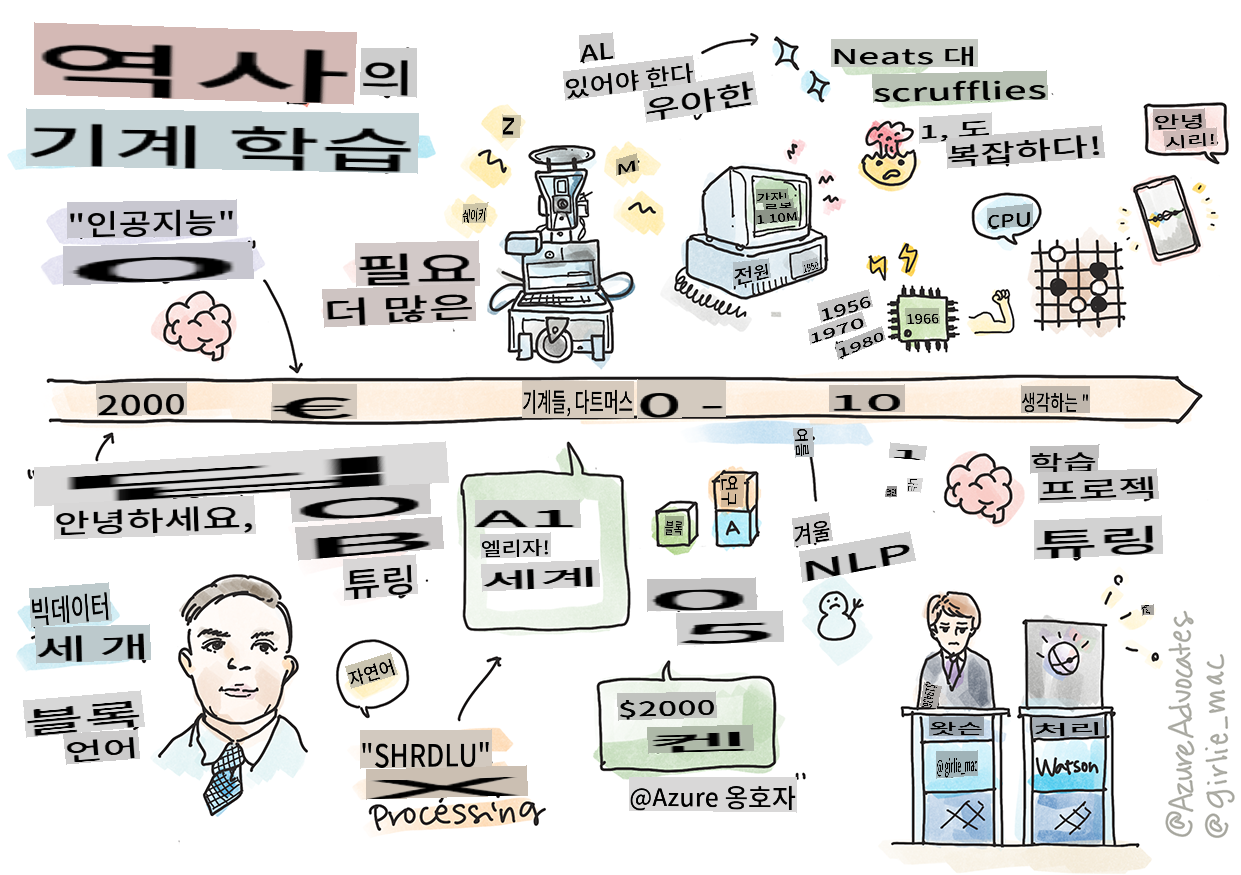 역사의
기계 학습
"인공지능"
O
필요
더 많은
AL
있어야 한다
우아한
Neats 대
scrufflies
1, 도
복잡하다!
안녕
시리!
Z
M
쉐이키
1 10M
전원
1950
CPU
1956
1970
1980
1966
2000
€
기계들, 다트머스
0 -
10
생각하는 "
"
안녕하세요,
O
B
튜링
A1
엘리자!
세계
블록
A
여름
겨울
NLP
1
학습
프로젝
튜링
0
5
빅데이터
세 개
블록
언어
자연어
"SHRDLU"
X
Processing
$2000
켄!
@Azure 옹호자"
왓슨
처리
@girlie_mac
Watson
@AzureAdvocates
@girlie_mac